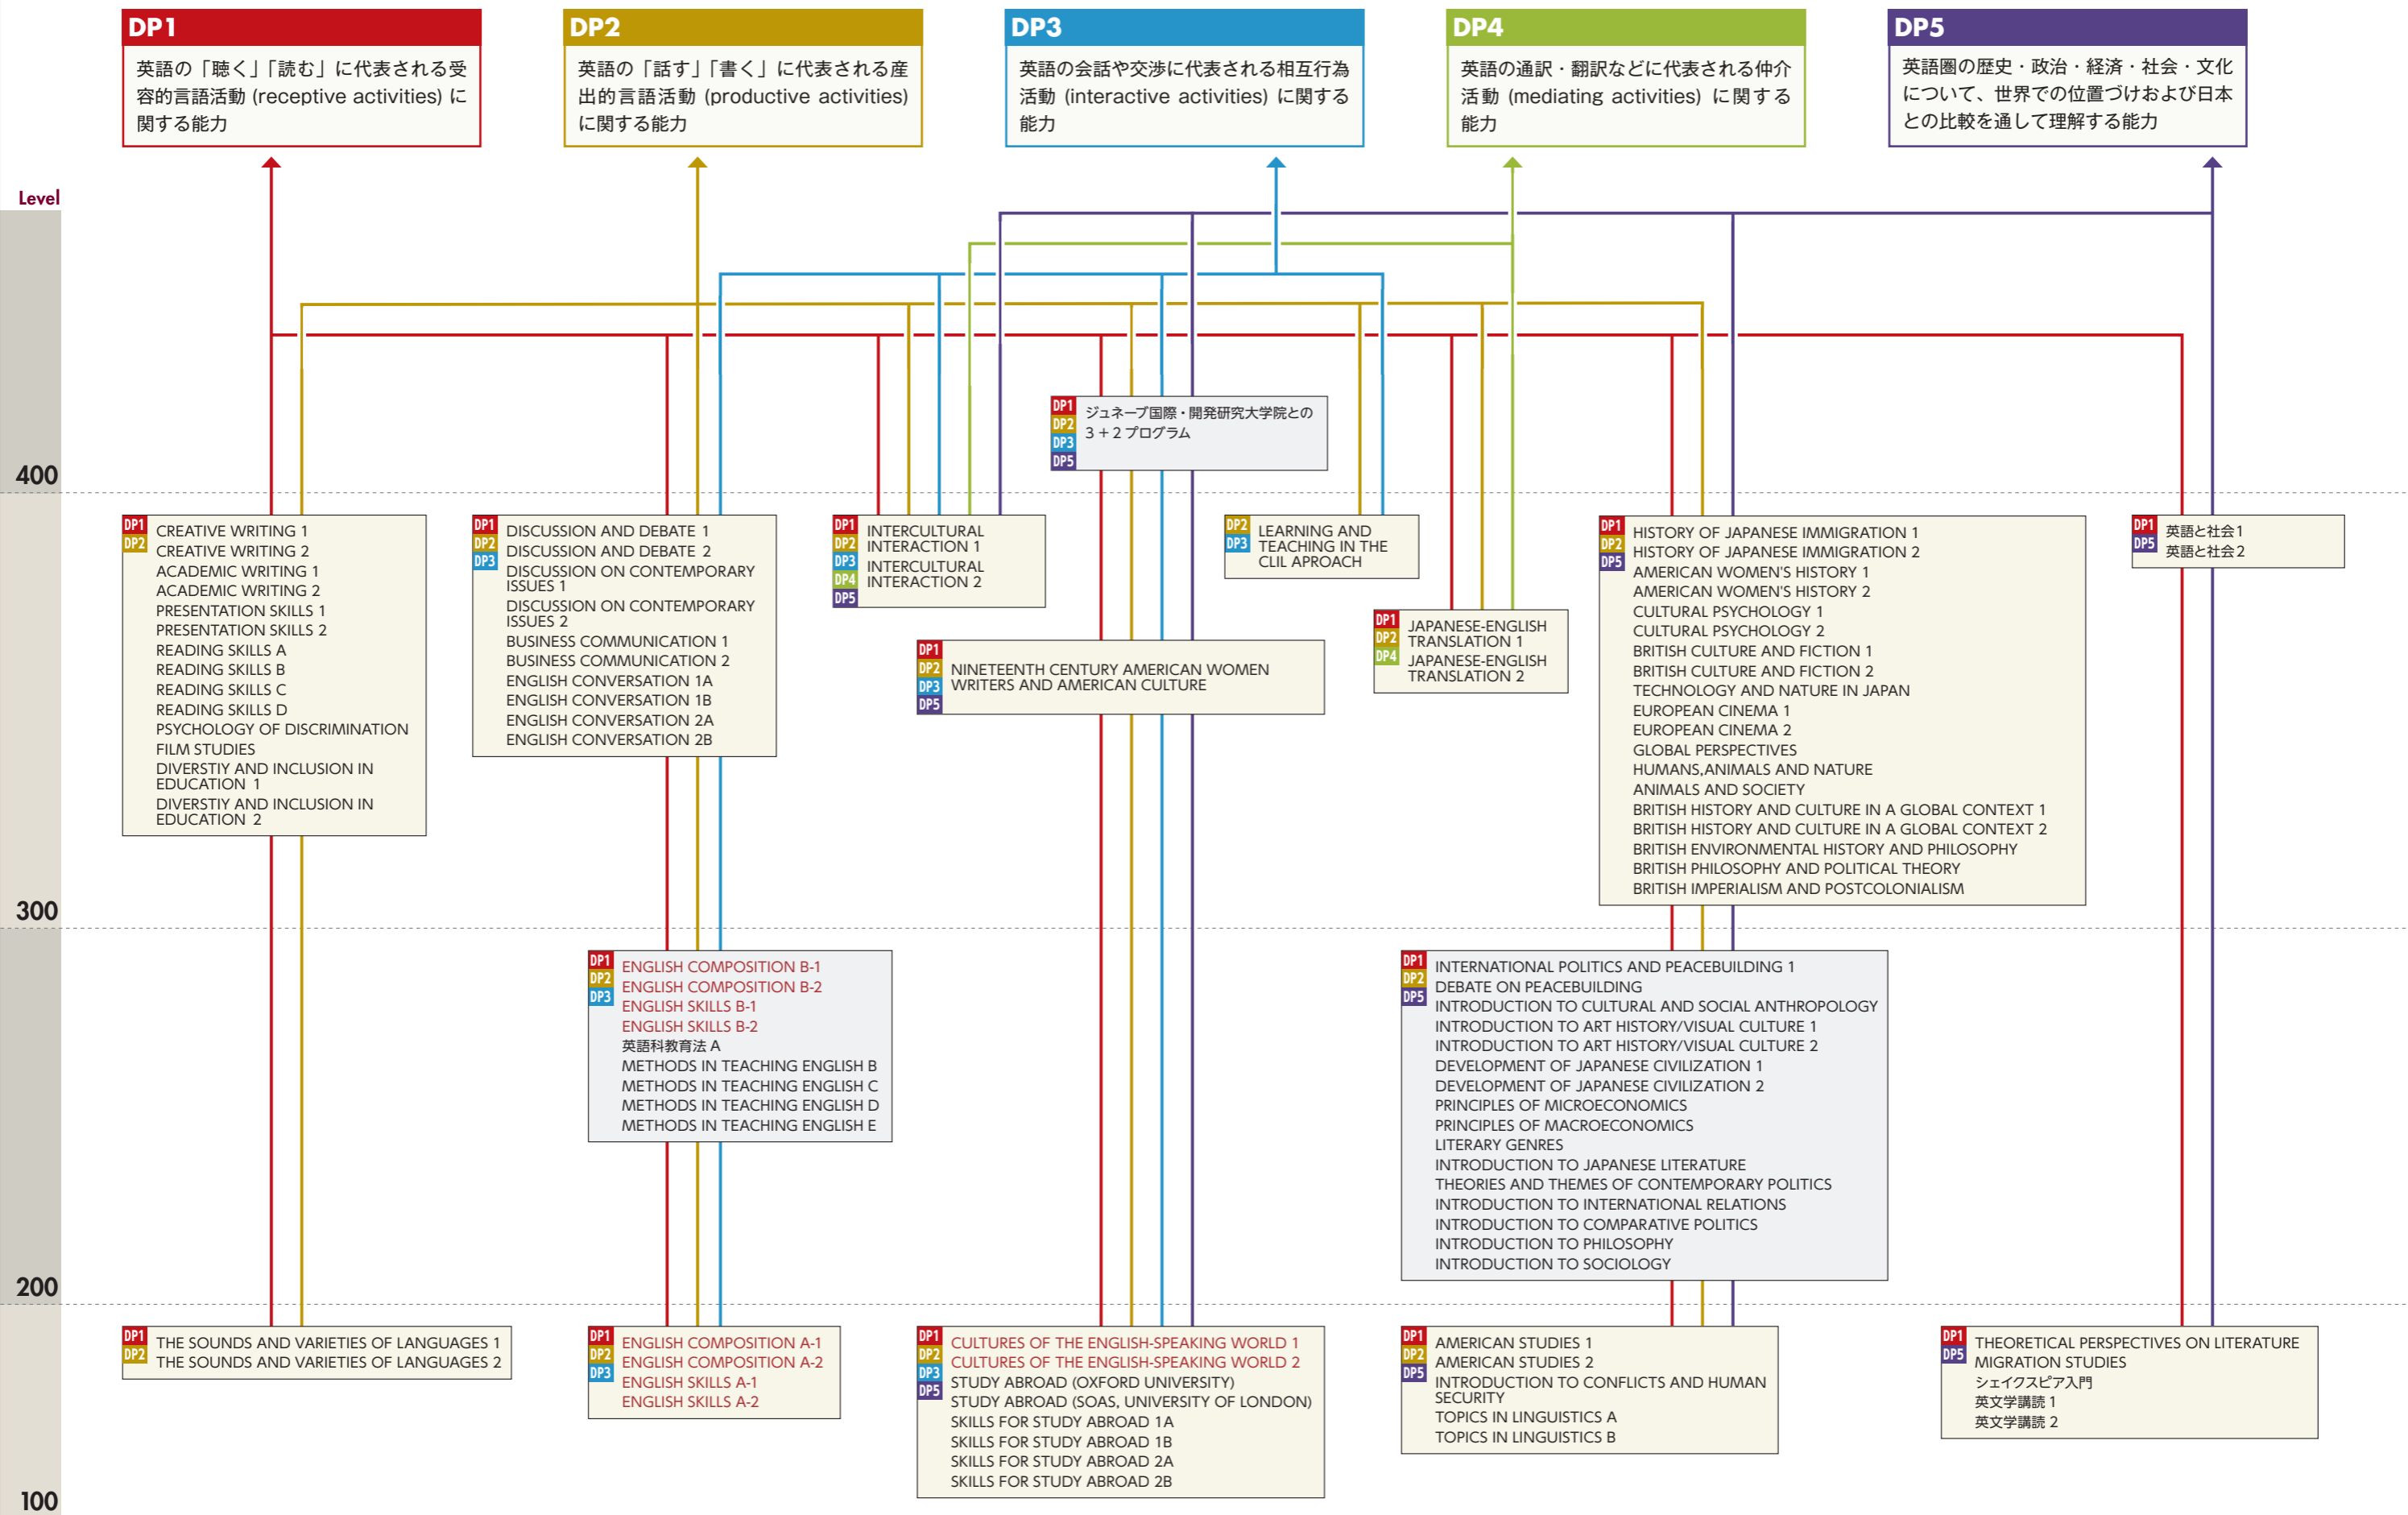 DP1
英語の「聴く」「読む」に代表される受
容的言語活動 (receptive activities) に
関する能力
DP2
英語の「話す」「書く」に代表される産
出的言語活動 (productive activities)
に関する能力
DP3
英語の会話や交渉に代表される相互行為
活動 (interactive activities) に関する
能力
DP4
英語の通訳・翻訳などに代表される仲介
活動 (mediating activities) に関する
能力
DP5
英語圏の歴史・政治・経済・社会・文化
について、世界での位置づけおよび日本
との比較を通して理解する能力
Level
DP1
DP2
DP3
DP5
ジュネーブ国際・開発研究大学院との
3 + 2 プログラム
400
DP1
DP2
CREATIVE WRITING 1
CREATIVE WRITING 2
ACADEMIC WRITING 1
ACADEMIC WRITING 2
PRESENTATION SKILLS 1
PRESENTATION SKILLS 2
READING SKILLS A
READING SKILLS B
READING SKILLS C
READING SKILLS D
PSYCHOLOGY OF DISCRIMINATION
FILM STUDIES
DIVERSTIY AND INCLUSION IN
EDUCATION 1
DIVERSTIY AND INCLUSION IN
EDUCATION 2
DP1
DP2
DP3
DISCUSSION AND DEBATE 1
DISCUSSION AND DEBATE 2
DISCUSSION ON CONTEMPORARY
ISSUES 1
DISCUSSION ON CONTEMPORARY
ISSUES 2
BUSINESS COMMUNICATION 1
BUSINESS COMMUNICATION 2
ENGLISH CONVERSATION 1A
ENGLISH CONVERSATION 1B
ENGLISH CONVERSATION 2A
ENGLISH CONVERSATION 2B
DP1
DP2
DP3
DP4
DP5
INTERCULTURAL
INTERACTION 1
INTERCULTURAL
INTERACTION 2
DP2
DP3
LEARNING AND
TEACHING IN THE
CLIL APROACH
DP1
DP2
DP3
DP5
NINETEENTH CENTURY AMERICAN WOMEN
WRITERS AND AMERICAN CULTURE
DP1
DP2
DP4
JAPANESE-ENGLISH
TRANSLATION 1
JAPANESE-ENGLISH
TRANSLATION 2
DP1
DP2
DP5
HISTORY OF JAPANESE IMMIGRATION 1
HISTORY OF JAPANESE IMMIGRATION 2
AMERICAN WOMEN'S HISTORY 1
AMERICAN WOMEN'S HISTORY 2
CULTURAL PSYCHOLOGY 1
CULTURAL PSYCHOLOGY 2
BRITISH CULTURE AND FICTION 1
BRITISH CULTURE AND FICTION 2
TECHNOLOGY AND NATURE IN JAPAN
EUROPEAN CINEMA 1
EUROPEAN CINEMA 2
GLOBAL PERSPECTIVES
HUMANS,ANIMALS AND NATURE
ANIMALS AND SOCIETY
BRITISH HISTORY AND CULTURE IN A GLOBAL CONTEXT 1
BRITISH HISTORY AND CULTURE IN A GLOBAL CONTEXT 2
BRITISH ENVIRONMENTAL HISTORY AND PHILOSOPHY
BRITISH PHILOSOPHY AND POLITICAL THEORY
BRITISH IMPERIALISM AND POSTCOLONIALISM
DP1
DP5
英語と社会1
英語と社会2
300
DP1
DP2
DP3
ENGLISH COMPOSITION B-1
ENGLISH COMPOSITION B-2
ENGLISH SKILLS B-1
ENGLISH SKILLS B-2
英語科教育法 A
METHODS IN TEACHING ENGLISH B
METHODS IN TEACHING ENGLISH C
METHODS IN TEACHING ENGLISH D
METHODS IN TEACHING ENGLISH E
DP1
DP2
DP5
INTERNATIONAL POLITICS AND PEACEBUILDING 1
DEBATE ON PEACEBUILDING
INTRODUCTION TO CULTURAL AND SOCIAL ANTHROPOLOGY
INTRODUCTION TO ART HISTORY/VISUAL CULTURE 1
INTRODUCTION TO ART HISTORY/VISUAL CULTURE 2
DEVELOPMENT OF JAPANESE CIVILIZATION 1
DEVELOPMENT OF JAPANESE CIVILIZATION 2
PRINCIPLES OF MICROECONOMICS
PRINCIPLES OF MACROECONOMICS
LITERARY GENRES
INTRODUCTION TO JAPANESE LITERATURE
THEORIES AND THEMES OF CONTEMPORARY POLITICS
INTRODUCTION TO INTERNATIONAL RELATIONS
INTRODUCTION TO COMPARATIVE POLITICS
INTRODUCTION TO PHILOSOPHY
INTRODUCTION TO SOCIOLOGY
200
DP1
DP2
THE SOUNDS AND VARIETIES OF LANGUAGES 1
THE SOUNDS AND VARIETIES OF LANGUAGES 2
DP1
DP2
DP3
ENGLISH COMPOSITION A-1
ENGLISH COMPOSITION A-2
ENGLISH SKILLS A-1
ENGLISH SKILLS A-2
DP1
DP2
DP3
DP5
CULTURES OF THE ENGLISH-SPEAKING WORLD 1
CULTURES OF THE ENGLISH-SPEAKING WORLD 2
STUDY ABROAD (OXFORD UNIVERSITY)
STUDY ABROAD (SOAS, UNIVERSITY OF LONDON)
SKILLS FOR STUDY ABROAD 1A
SKILLS FOR STUDY ABROAD 1B
SKILLS FOR STUDY ABROAD 2A
SKILLS FOR STUDY ABROAD 2B
DP1
DP2
DP5
AMERICAN STUDIES 1
AMERICAN STUDIES 2
INTRODUCTION TO CONFLICTS AND HUMAN
SECURITY
TOPICS IN LINGUISTICS A
TOPICS IN LINGUISTICS B
DP1
DP5
THEORETICAL PERSPECTIVES ON LITERATURE
MIGRATION STUDIES
シェイクスピア入門
英文学講読 1
英文学講読 2
100